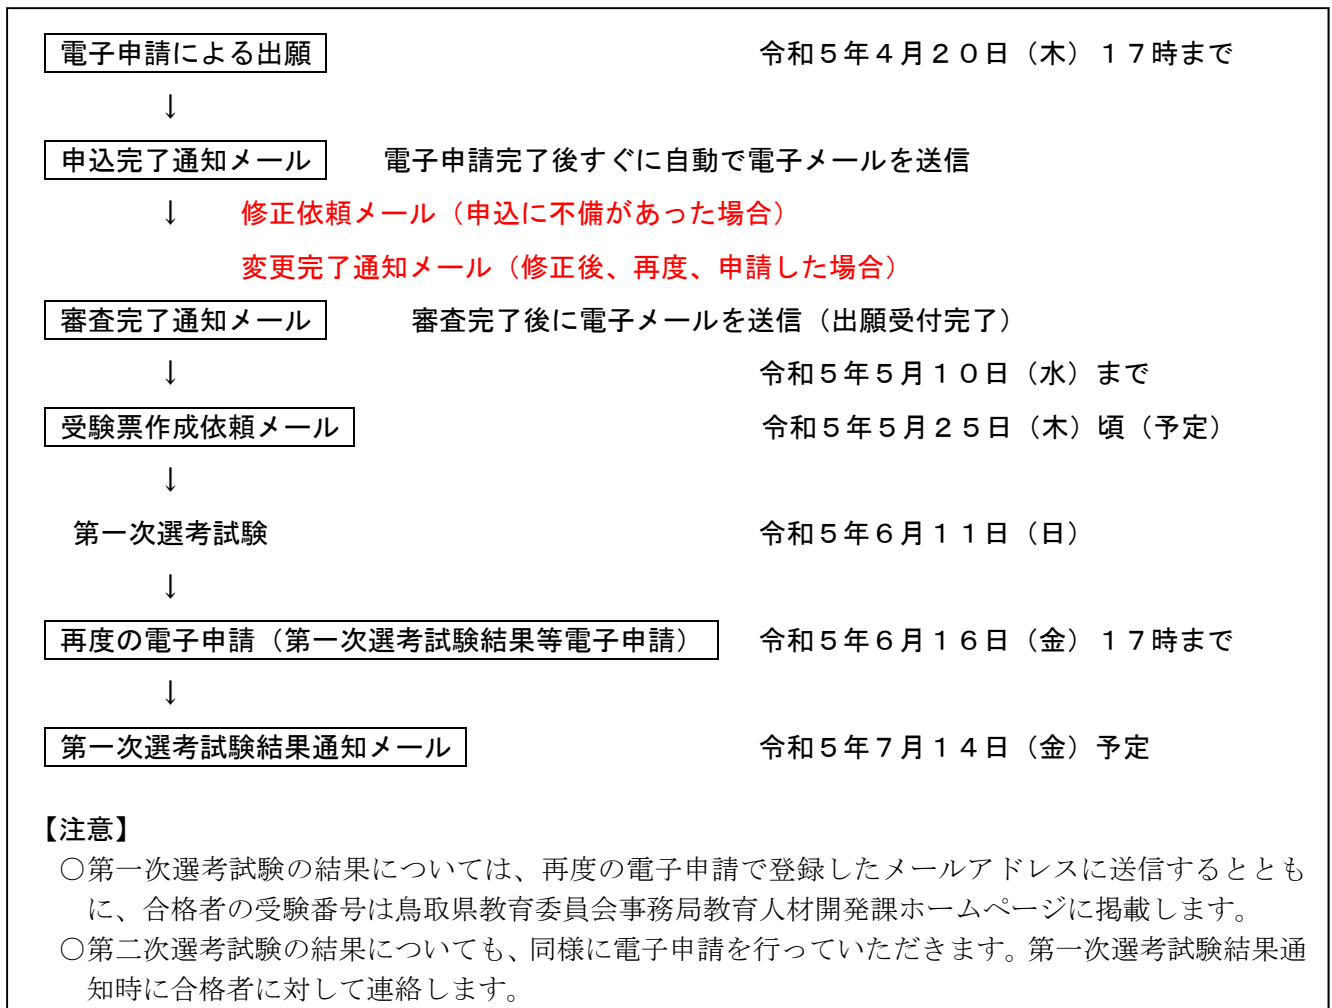 電子申請による出願 令和5年4月20日（木）17時まで
↓
申込完了通知メール 電子申請完了後すぐに自動で電子メールを送信
↓ 修正依頼メール（申込に不備があった場合）
変更完了通知メール（修正後、再度、申請した場合）
審査完了通知メール 審査完了後に電子メールを送信（出願受付完了）
↓ 令和5年5月10日（水）まで
受験票作成依頼メール 令和5年5月25日（木）頃（予定）
↓
第一次選考試験 令和5年6月11日（日）
↓
再度の電子申請（第一次選考試験結果等電子申請） 令和5年6月16日（金）17時まで
↓
第一次選考試験結果通知メール 令和5年7月14日（金）予定
【注意】
○第一次選考試験の結果については、再度の電子申請で登録したメールアドレスに送信するととも
に、合格者の受験番号は鳥取県教育委員会事務局教育人材開発課ホームページに掲載します。
○第二次選考試験の結果についても、同様に電子申請を行っていただきます。第一次選考試験結果通
知時に合格者に対して連絡します。